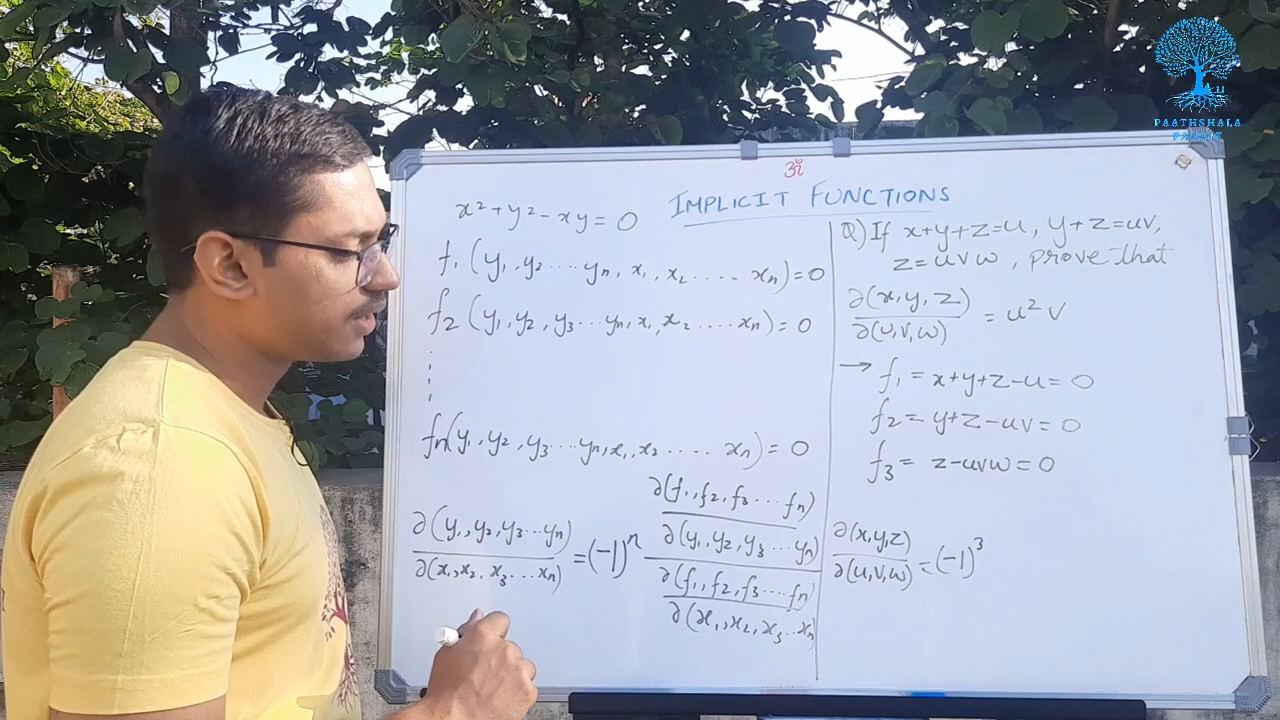 PAATHSHALA
PANDIT
ॐ
IMPLICIT FUNCTIONS
x² + y² - xy = 0
f₁ (y₁, y₂ .... yₙ, x₁, x₂ ..... xₙ) = 0
f₂ (y₁, y₂, y₃ ... yₙ, x₁, x₂ ..... xₙ) = 0
fₙ(y₁, y₂, y₃ ... yₙ, x₁, x₂ .... xₙ) = 0
∂(y₁, y₂, y₃ ... yₙ)
∂(x₁, x₂, x₃ ... xₙ)
= (-1)ⁿ
∂(f₁, f₂, f₃ .... fₙ)
∂(y₁, y₂, y₃ ... yₙ)
∂(f₁, f₂, f₃ .... fₙ)
∂(x₁, x₂, x₃ ... xₙ)
Q) If x+y+z=u, y+z=uv,
z=uvw, prove that
∂(x, y, z)
∂(u, v, w)
= u² v
→ f₁ = x+y+z-u = 0
f₂ = y+z-uv = 0
f₃ = z-uvw = 0
∂(x, y, z)
∂(u, v, w)
= (-1)³